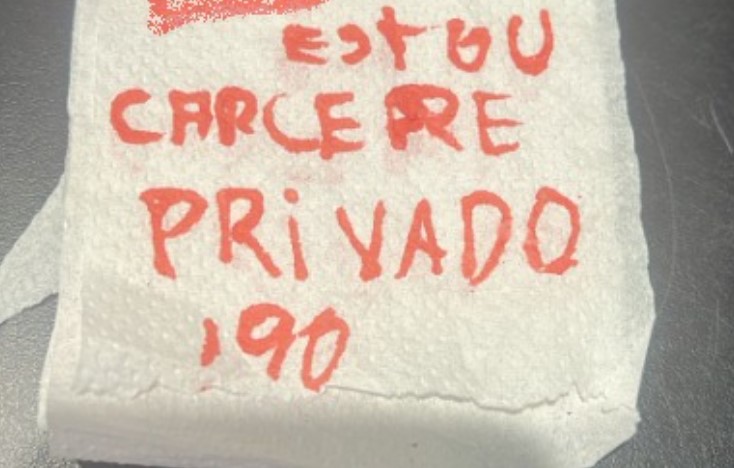 ESTOU
CARCERE
PRIVADO
190